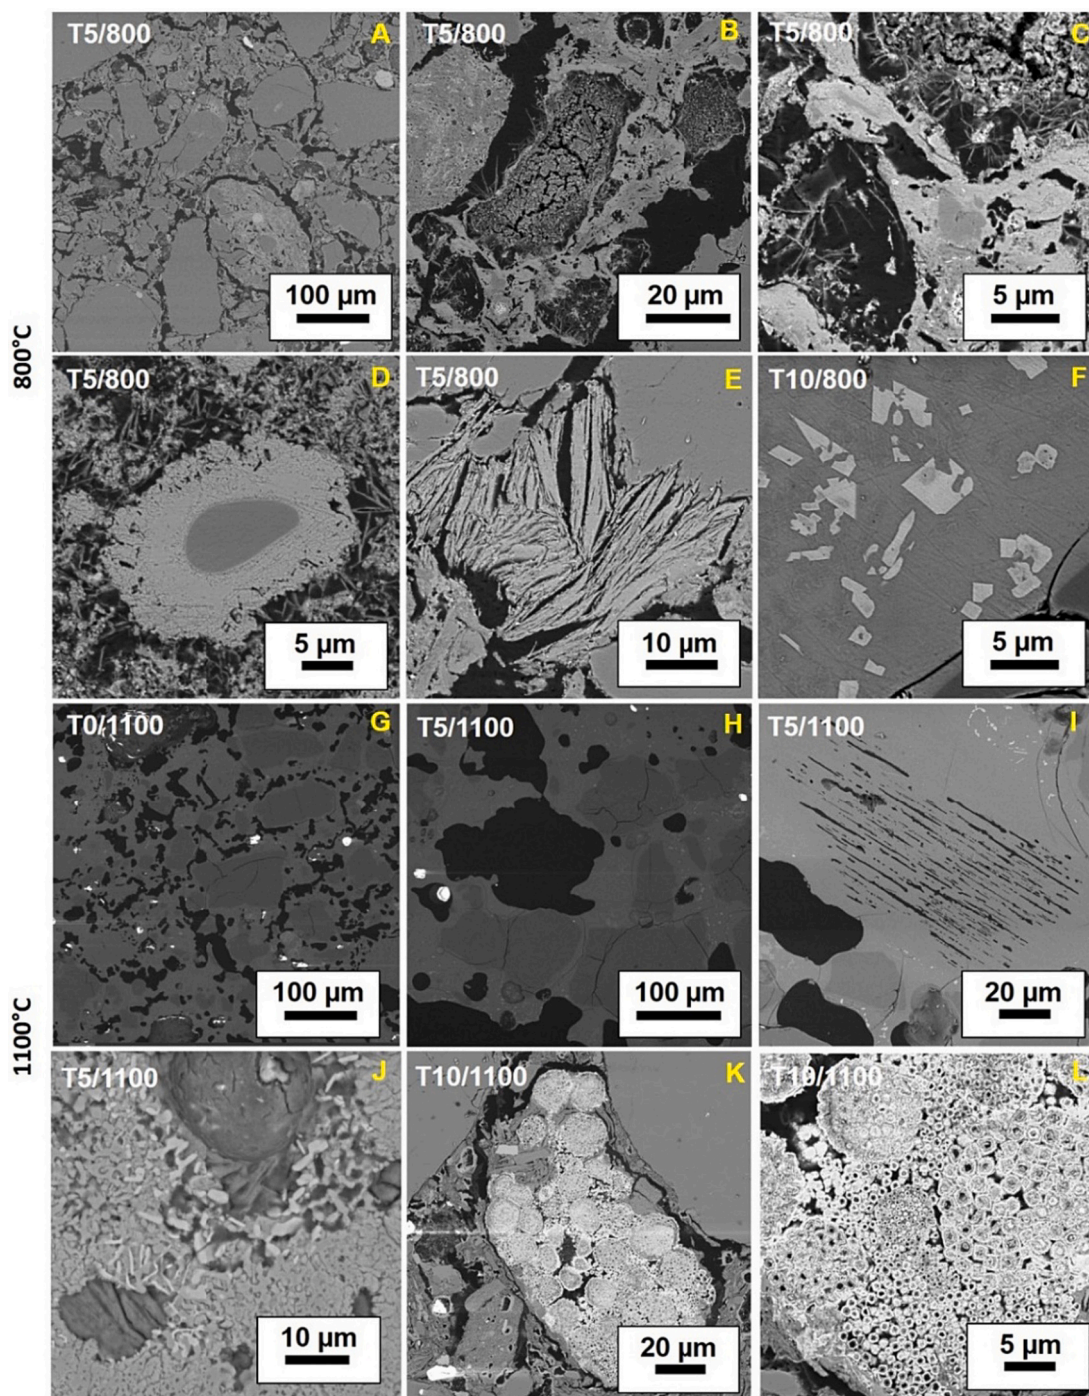 800°C
T5/800 A
100 µm
T5/800 B
20 µm
T5/800 C
5 µm
T5/800 D
5 µm
T5/800 E
10 µm
T10/800 F
5 µm
1100°C
T0/1100 G
100 µm
T5/1100 H
100 µm
T5/1100 I
20 µm
T5/1100 J
10 µm
T10/1100 K
20 µm
T10/1100 L
5 µm